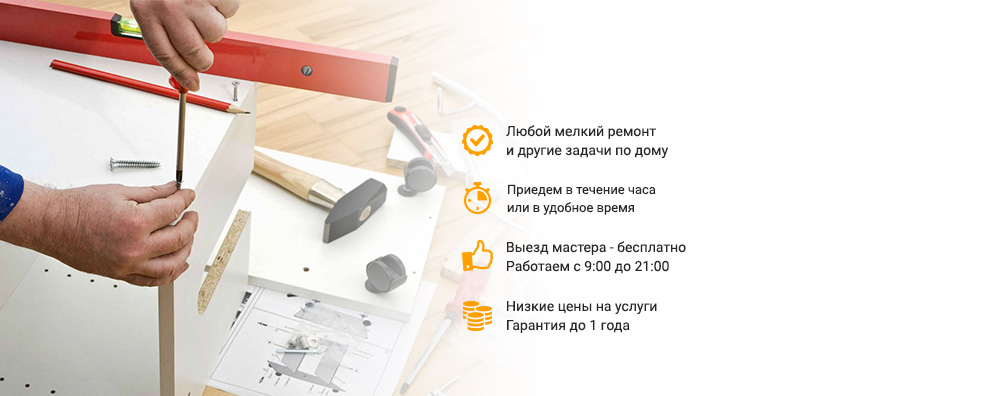 Любой мелкий ремонт
и другие задачи по дому
Приедем в течение часа
или в удобное время
Выезд мастера - бесплатно
Работаем с 9:00 до 21:00
Низкие цены на услуги
Гарантия до 1 года